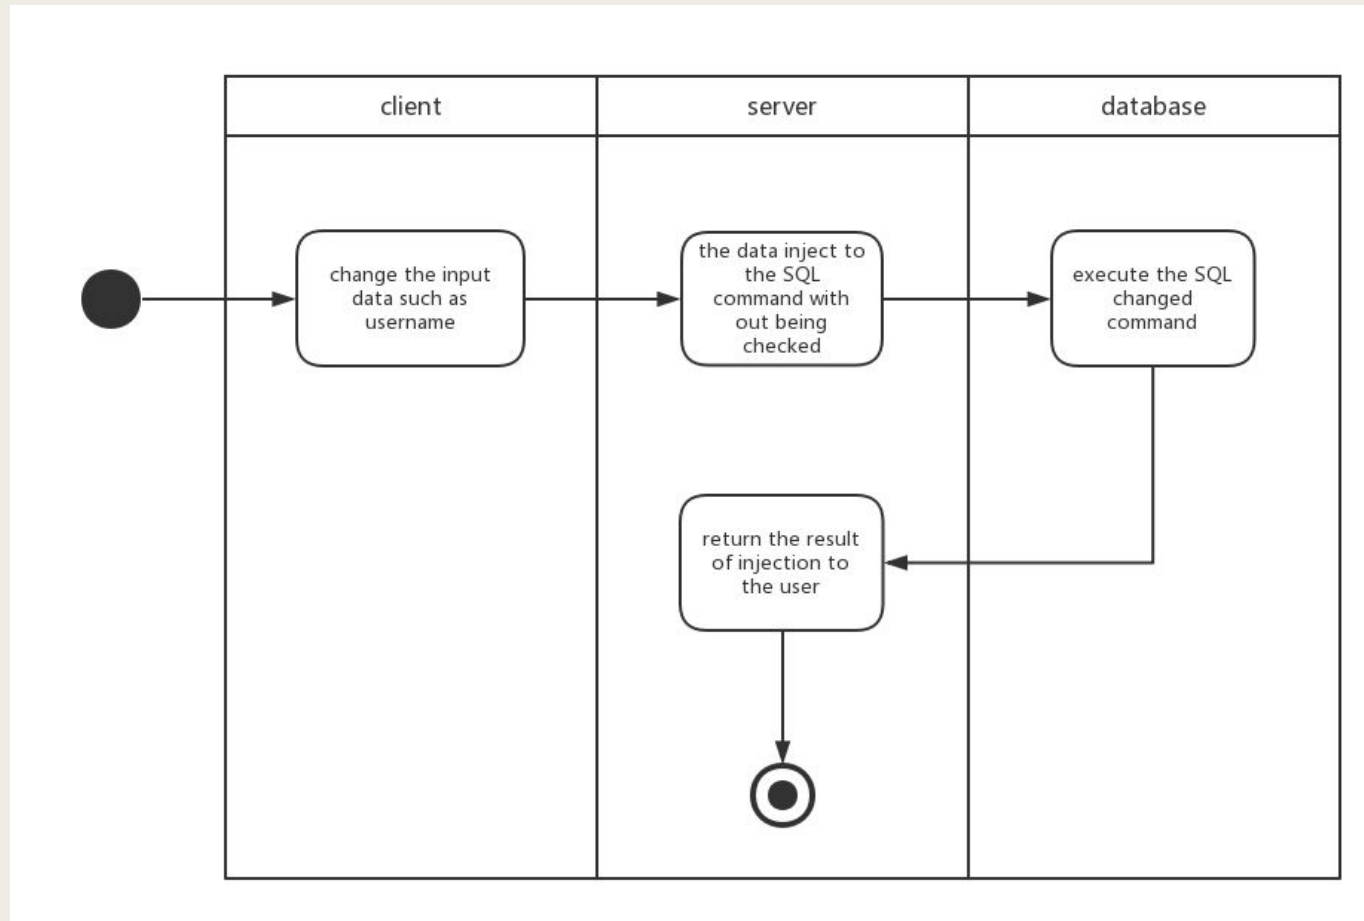 client
server
database
change the input
data such as
username
the data inject to
the SQL
command with
out being
checked
execute the SQL
changed
command
return the result
of injection to
the user